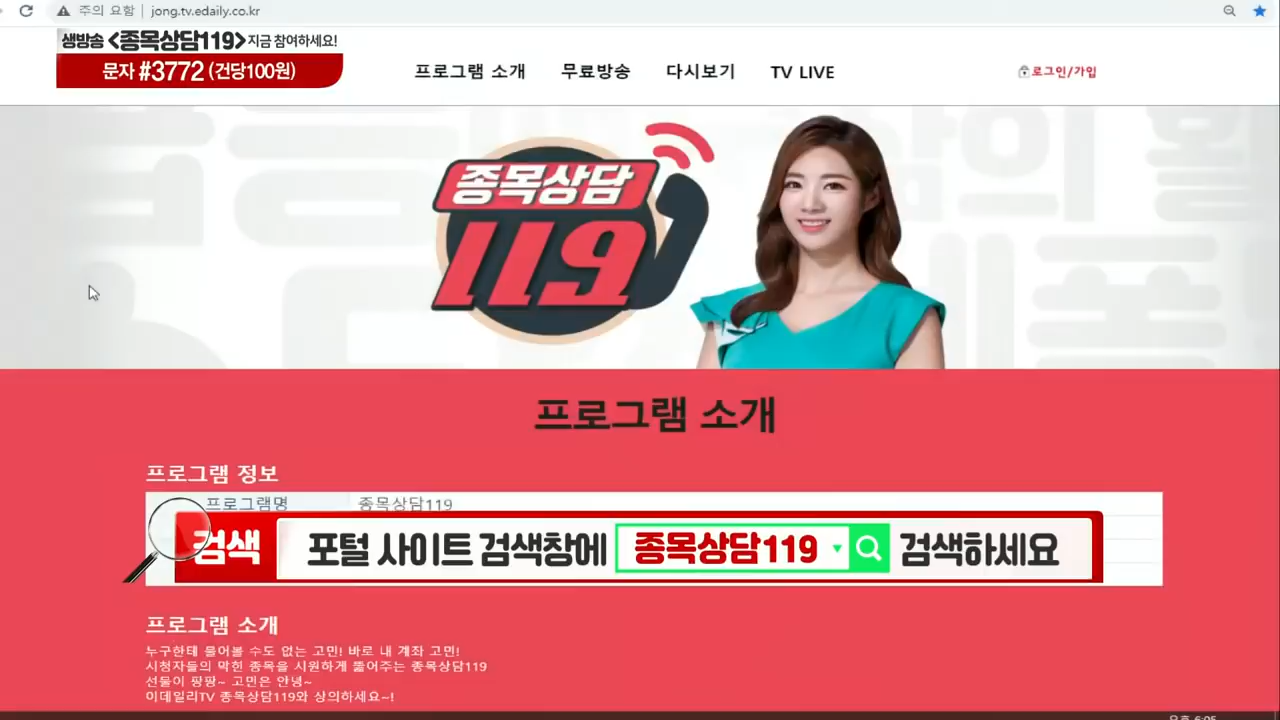 주의 요함 | jong.tv.edaily.co.kr
생방송 <종목상담119> 지금 참여하세요!
문자 #3772 (건당100원)
프로그램 소개 무료방송 다시보기 TV LIVE 로그인/가입
종목상담
119
프로그램 소개
프로그램 정보
프로그램명 종목상담119
검색 포털 사이트 검색창에 종목상담119 검색하세요
프로그램 소개
누구한테 물어볼 수도 없는 고민! 바로 내 계좌 고민!
시청자들의 막힌 종목을 시원하게 뚫어주는 종목상담119
선물이 팡팡~ 고민은 안녕~
이데일리TV 종목상담119와 상의하세요~!